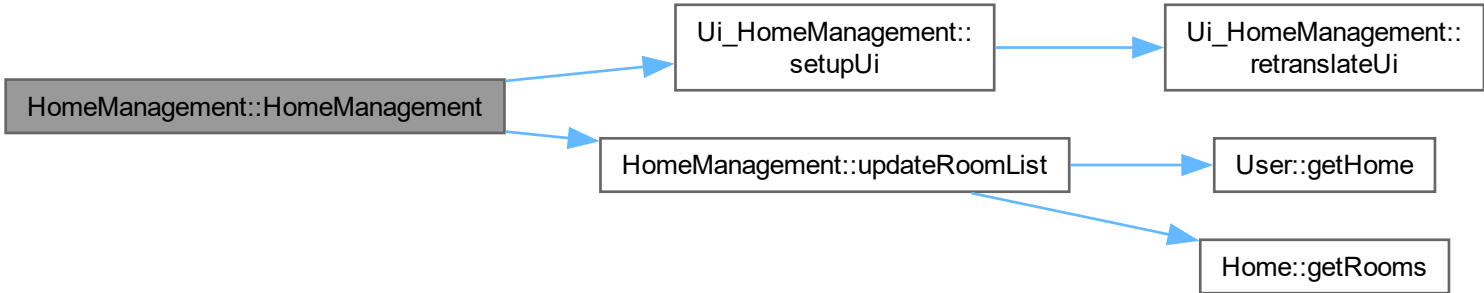 Ui_HomeManagement::
setupUi
Ui_HomeManagement::
retranslateUi
HomeManagement::HomeManagement
HomeManagement::updateRoomList
User::getHome
Home::getRooms